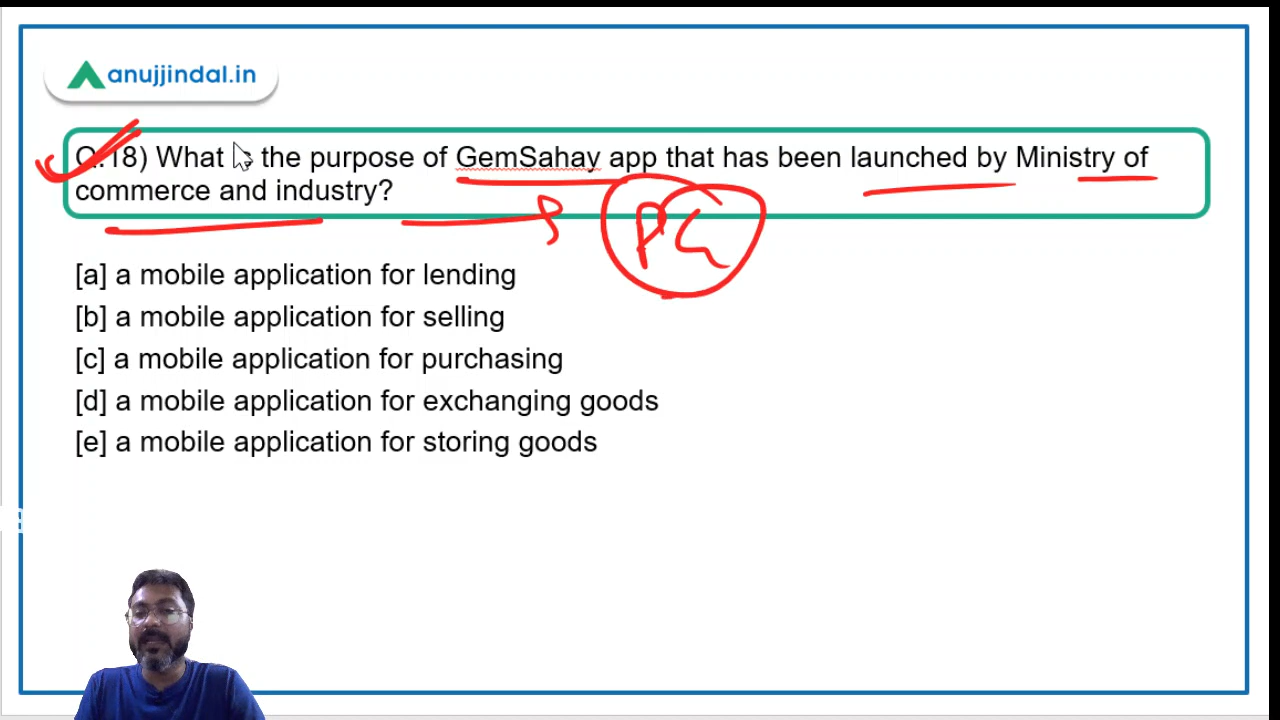 anujjindal.in
Q.18) What is the purpose of GemSahay app that has been launched by Ministry of
commerce and industry?
PG
[a] a mobile application for lending
[b] a mobile application for selling
[c] a mobile application for purchasing
[d] a mobile application for exchanging goods
[e] a mobile application for storing goods